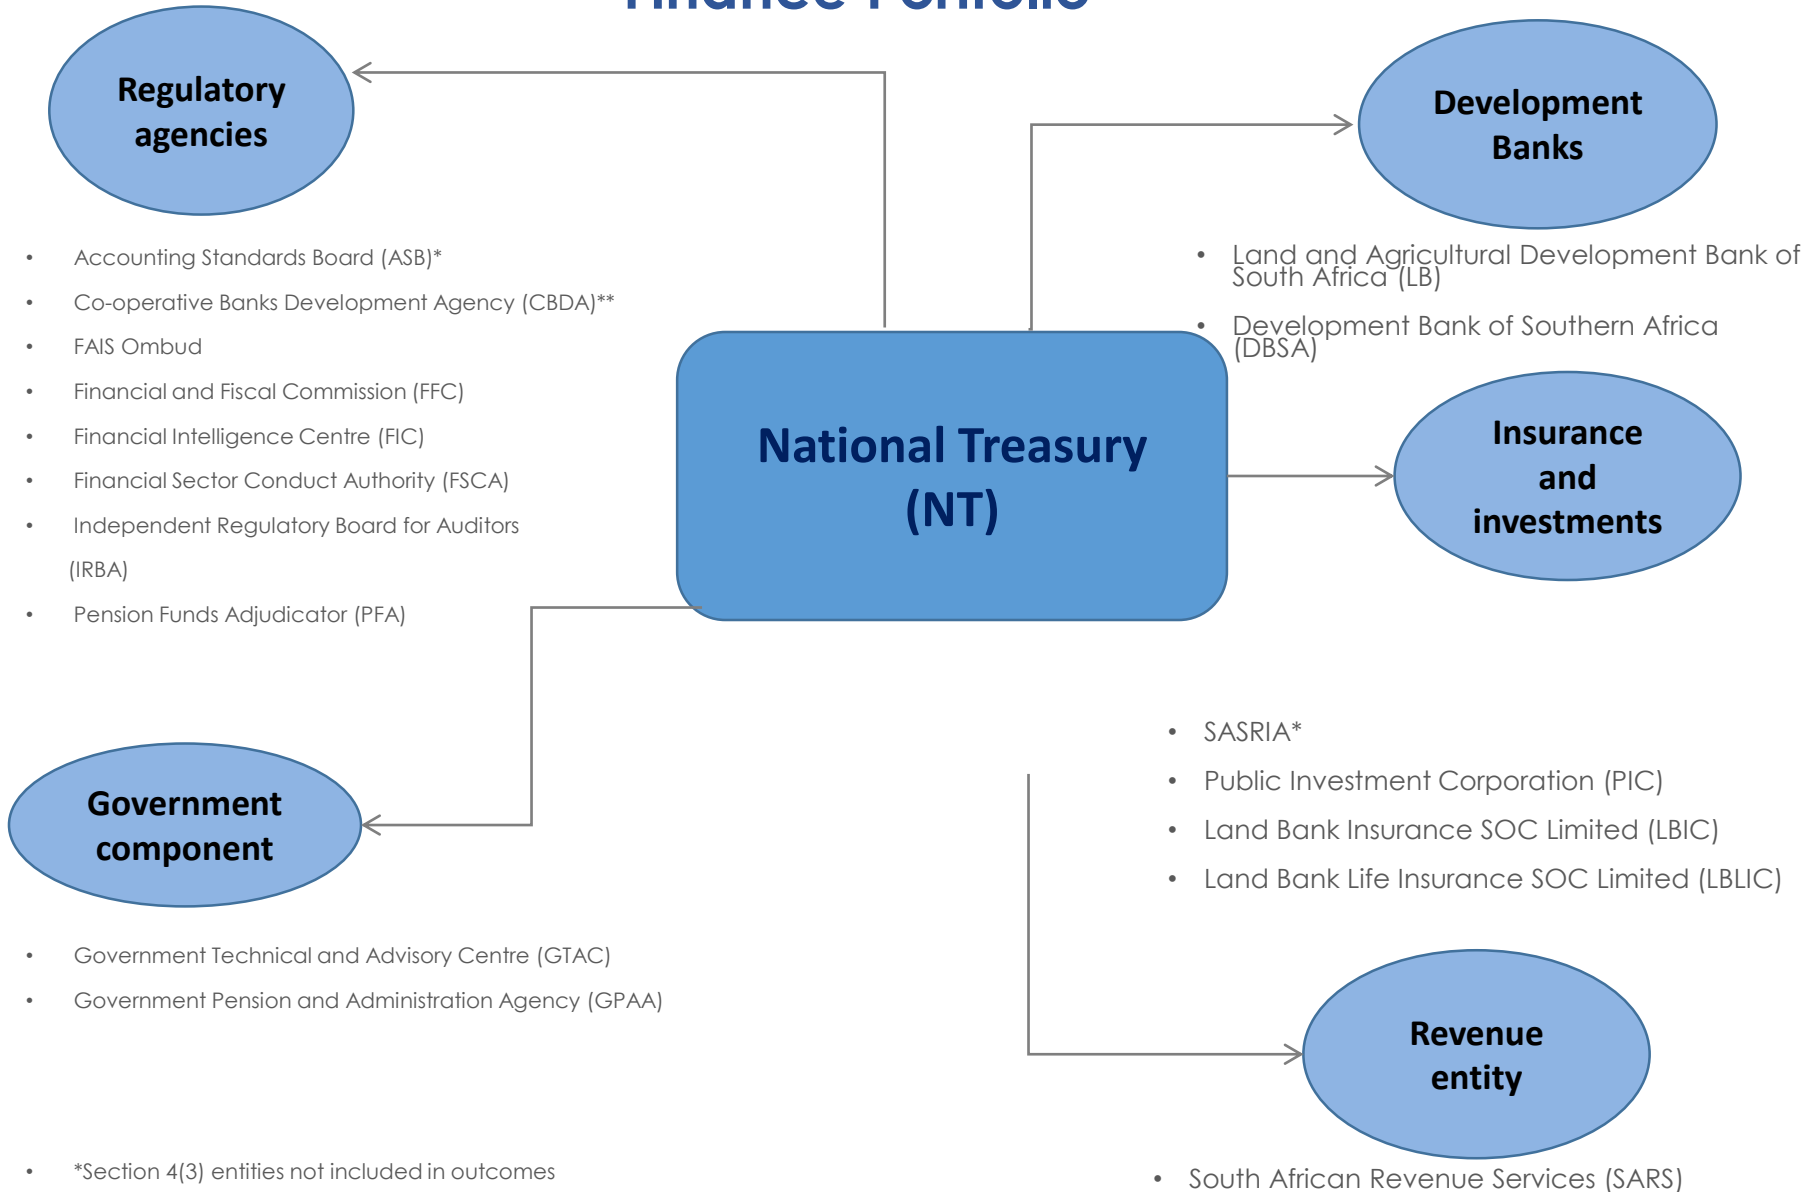 Finance Portfolio
Regulatory
agencies
• Accounting Standards Board (ASB)*
• Co-operative Banks Development Agency (CBDA)**
• FAIS Ombud
• Financial and Fiscal Commission (FFC)
• Financial Intelligence Centre (FIC)
• Financial Sector Conduct Authority (FSCA)
• Independent Regulatory Board for Auditors
(IRBA)
• Pension Funds Adjudicator (PFA)
Development
Banks
• Land and Agricultural Development Bank of
South Africa (LB)
• Development Bank of Southern Africa
(DBSA)
National Treasury
(NT)
Insurance
and
investments
• SASRIA*
• Public Investment Corporation (PIC)
• Land Bank Insurance SOC Limited (LBIC)
• Land Bank Life Insurance SOC Limited (LBLIC)
Government
component
• Government Technical and Advisory Centre (GTAC)
• Government Pension and Administration Agency (GPAA)
Revenue
entity
• South African Revenue Services (SARS)
• *Section 4(3) entities not included in outcomes